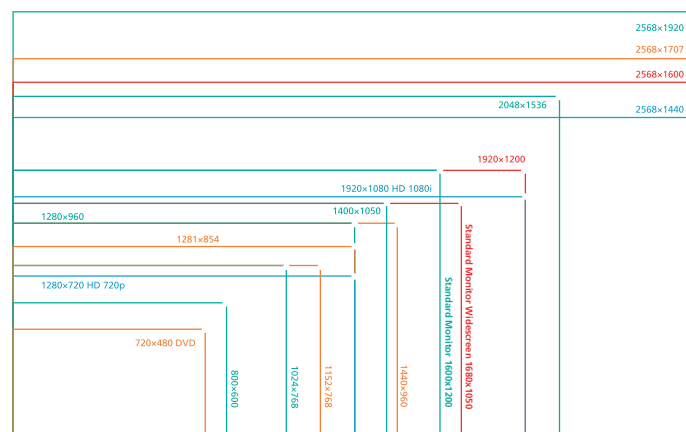 2568×1920
2568×1707
2568×1600
2048×1536
2568×1440
1920×1200
1920×1080 HD 1080i
1400×1050
1280×960
1281×854
1280×720 HD 720p
720×480 DVD
800×600
1024×768
1152×768
1440×960
Standard Monitor 1600x1200
Standard Monitor Widescreen 1680x1050